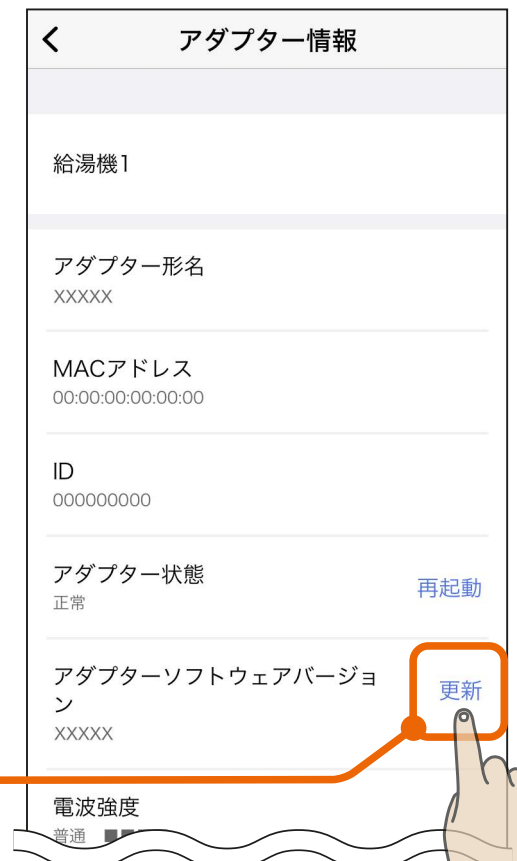 アダプター情報
給湯機1
アダプター形名
XXXXX
MACアドレス
00:00:00:00:00:00
ID
000000000
アダプター状態
正常
再起動
アダプターソフトウェアバージョ
ン
XXXXX
更新
電波強度
普通